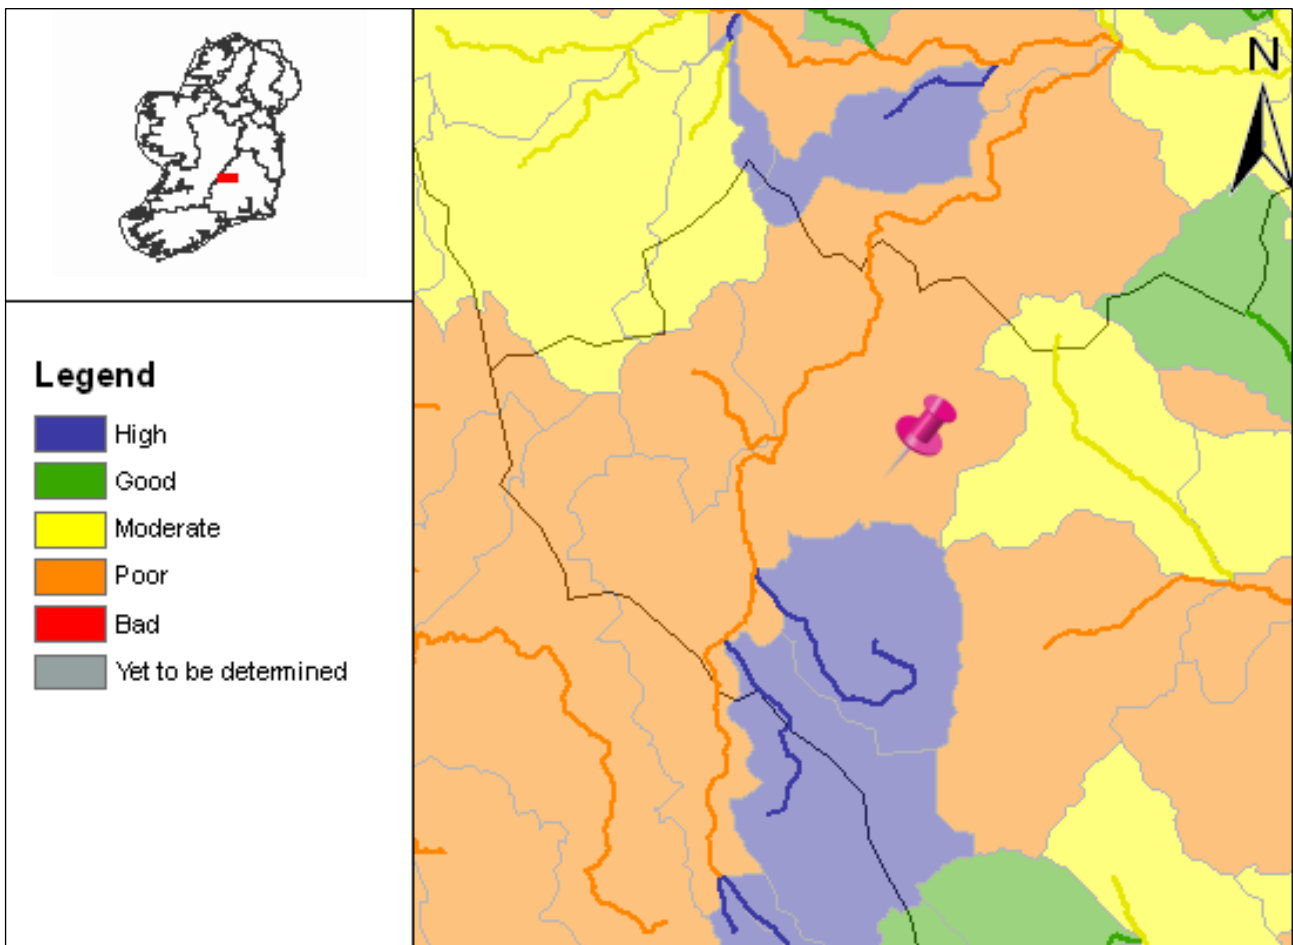 N
Legend
High
Good
Moderate
Poor
Bad
Yet to be determined